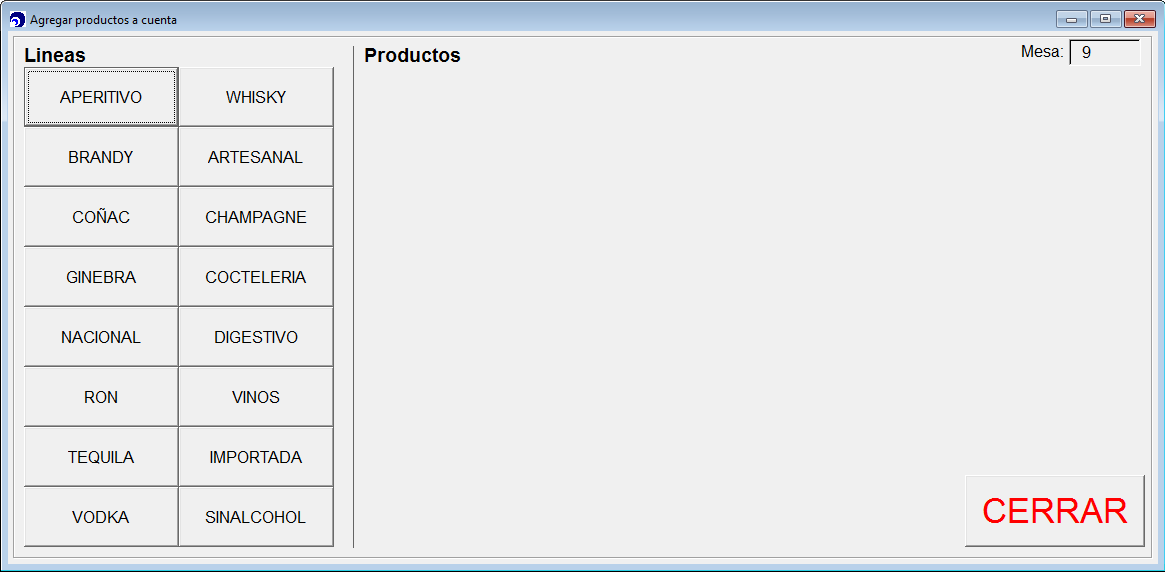 Agregar productos a cuenta
Lineas
Productos
Mesa: 9
APERITIVO WHISKY
BRANDY ARTESANAL
COÑAC CHAMPAGNE
GINEBRA COCTELERIA
NACIONAL DIGESTIVO
RON VINOS
TEQUILA IMPORTADA
VODKA SINALCOHOL
CERRAR